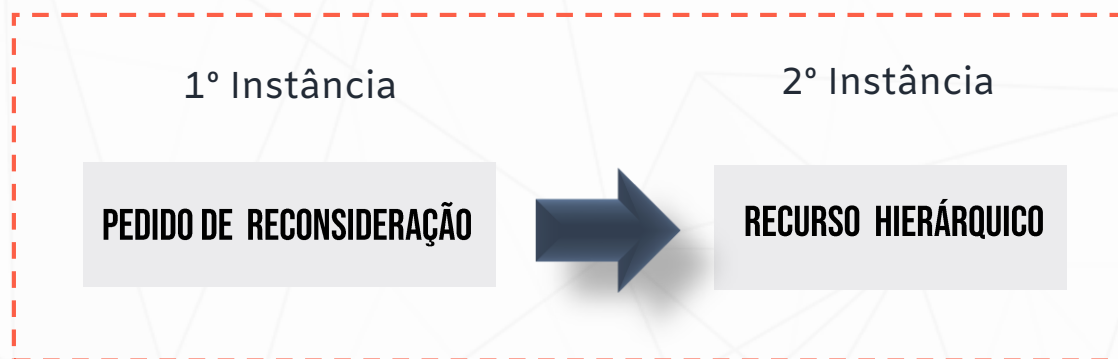 1º Instância
2º Instância
PEDIDO DE RECONSIDERAÇÃO
RECURSO HIERÁRQUICO